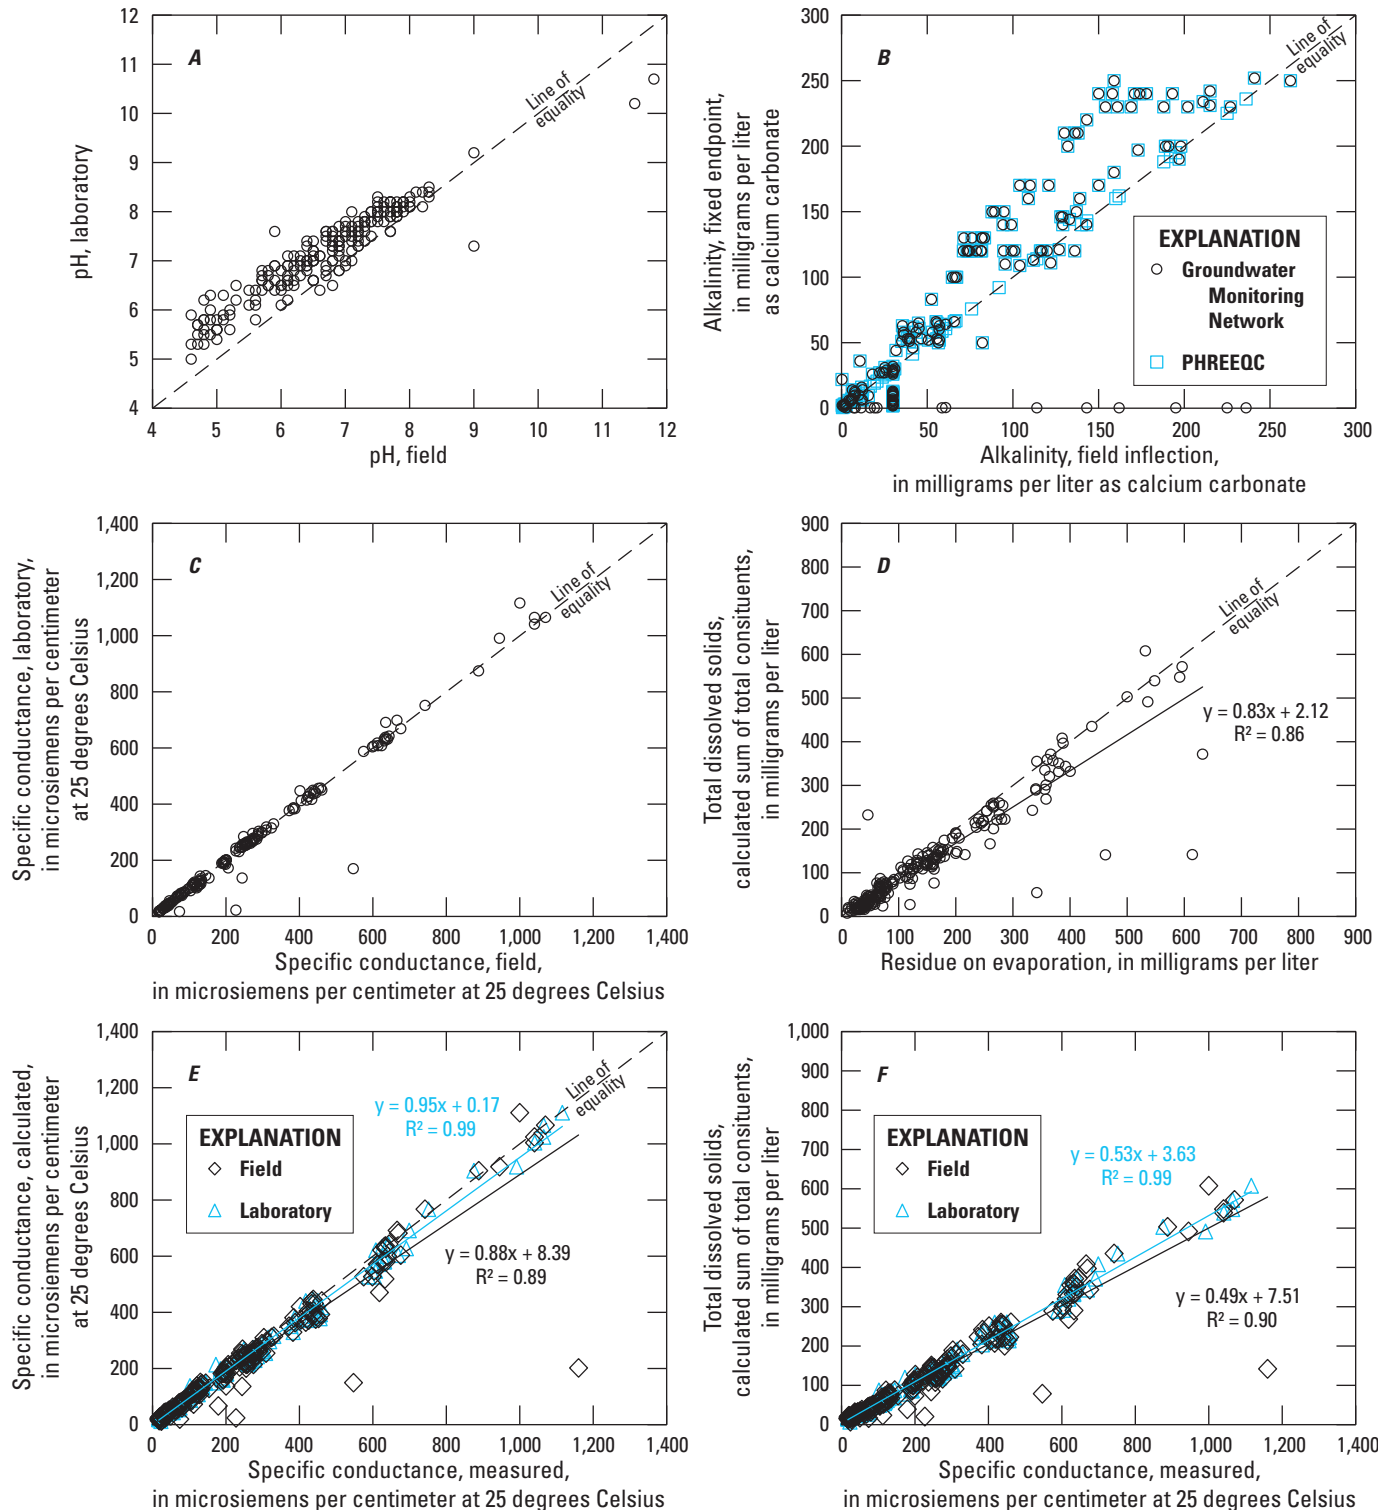 A
pH, laboratory
12
11
10
9
8
7
6
5
4
Line of
equality
4 5 6 7 8 9 10 11 12
pH, field
B
Alkalinity, fixed endpoint,
in milligrams per liter
as calcium carbonate
300
250
200
150
100
50
0
Line of
equality
EXPLANATION
Groundwater
Monitoring
Network
PHREEQC
0 50 100 150 200 250 300
Alkalinity, field inflection,
in milligrams per liter as calcium carbonate
C
Specific conductance, laboratory,
in microsiemens per centimeter
at 25 degrees Celsius
1,400
1,200
1,000
800
600
400
200
0
Line of
equality
0 200 400 600 800 1,000 1,200 1,400
Specific conductance, field,
in microsiemens per centimeter at 25 degrees Celsius
D
Total dissolved solids,
calculated sum of total consituents,
in milligrams per liter
900
800
700
600
500
400
300
200
100
0
Line of
equality
y = 0.83x + 2.12
R² = 0.86
0 100 200 300 400 500 600 700 800 900
Residue on evaporation, in milligrams per liter
E
Specific conductance, calculated,
in microsiemens per centimeter
at 25 degrees Celsius
1,400
1,200
1,000
800
600
400
200
0
Line of
equality
y = 0.95x + 0.17
R² = 0.99
EXPLANATION
Field
Laboratory
y = 0.88x + 8.39
R² = 0.89
0 200 400 600 800 1,000 1,200 1,400
Specific conductance, measured,
in microsiemens per centimeter at 25 degrees Celsius
F
Total dissolved solids,
calculated sum of total consituents,
in milligrams per liter
1,000
900
800
700
600
500
400
300
200
100
0
EXPLANATION
Field
Laboratory
y = 0.53x + 3.63
R² = 0.99
y = 0.49x + 7.51
R² = 0.90
0 200 400 600 800 1,000 1,200 1,400
Specific conductance, measured,
in microsiemens per centimeter at 25 degrees Celsius